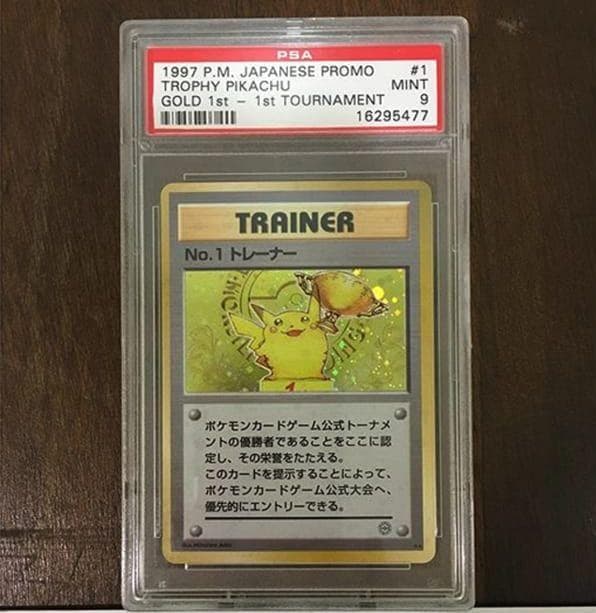 PSA
1997 P.M. JAPANESE PROMO #1
TROPHY PIKACHU MINT
GOLD 1st - 1st TOURNAMENT 9
16295477
TRAINER
No.1 トレーナー
1
ポケモンカードゲーム公式トーナメ
ントの優勝者であることをここに認
定し、その栄誉をたたえる。
このカードを提示することによって、
ポケモンカードゲーム公式大会へ、
優先的にエントリーできる。